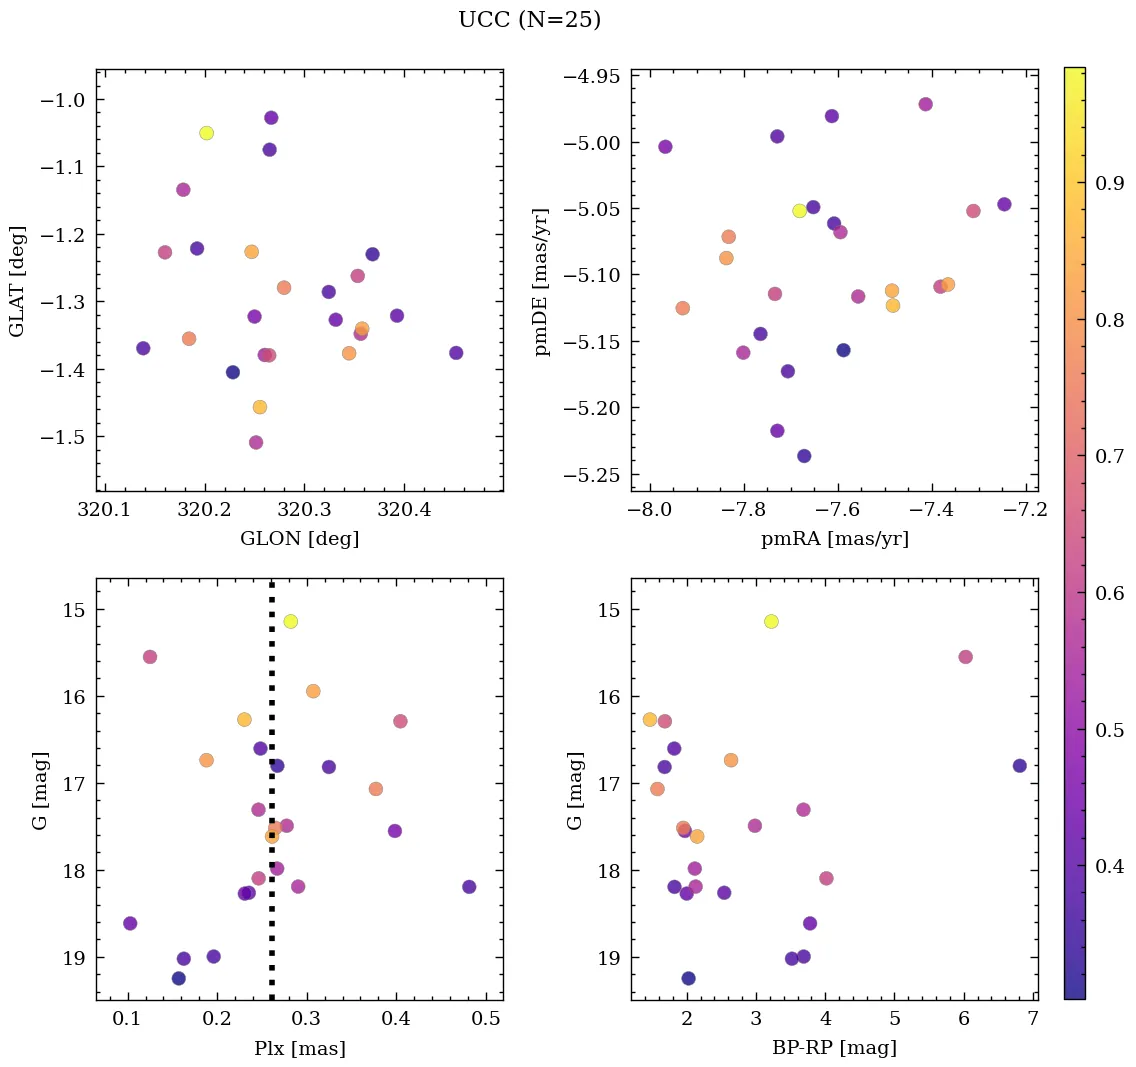 UCC (N=25)
−1.0
−1.1
−1.2
−1.3
−1.4
−1.5
GLAT [deg]
320.1 320.2 320.3 320.4
GLON [deg]
−4.95
−5.00
−5.05
−5.10
−5.15
−5.20
−5.25
pmDE [mas/yr]
−8.0 −7.8 −7.6 −7.4 −7.2
pmRA [mas/yr]
15
16
17
18
19
G [mag]
0.1 0.2 0.3 0.4 0.5
Plx [mas]
15
16
17
18
19
G [mag]
2 3 4 5 6 7
BP-RP [mag]
0.9
0.8
0.7
0.6
0.5
0.4